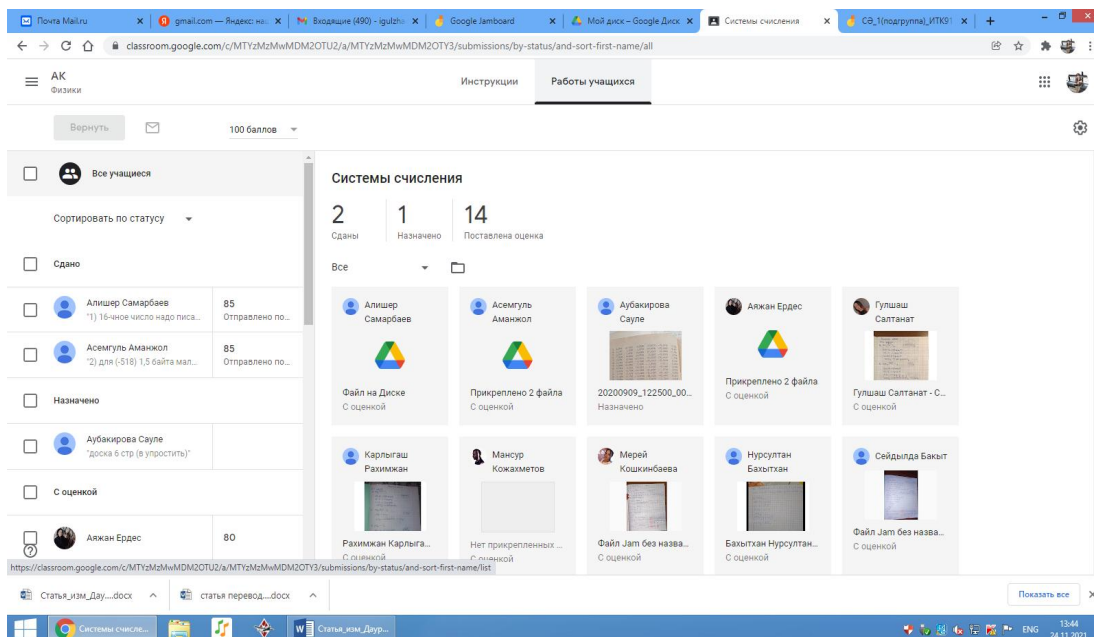 Почта Mail.ru
gmail.com — Яндекс: на
Входящие (490) - igulzh
Google Jamboard
Мой диск – Google Диск
Системы счисления
СӘ_1(подгруппа)_ИТК91
classroom.google.com/c/MTYzMzMwMDM2OTU2/a/MTYzMzMwMDM2OTY3/submissions/by-status/and-sort-first-name/all
АК
Физики
Инструкции
Работы учащихся
Вернуть
100 баллов
Все учащиеся
Сортировать по статусу
Сдано
Алишер Самарбаев
85
"1) 16-чное число надо писа...
Отправлено по...
Асемгуль Аманжол
85
"2) для (-518) 1,5 байта мал...
Отправлено по...
Назначено
Аубакирова Сауле
"доска 6 стр (в упростить)"
С оценкой
Аяжан Ердес
80
Системы счисления
2
1
14
Сданы
Назначено
Поставлена оценка
Все
Алишер Самарбаев
Файл на Диске
С оценкой
Асемгуль Аманжол
Прикреплено 2 файла
С оценкой
Аубакирова Сауле
20200909_122500_00...
Назначено
Аяжан Ердес
Прикреплено 2 файла
С оценкой
Гулшаш Салтанат
Гулшаш Салтанат - С...
С оценкой
Карлыгаш Рахимжан
Рахимжан Карлыга...
С оценкой
Мансур Кожахметов
Нет прикрепленных ...
С оценкой
Мерей Кошкинбаева
Файл Jam без назва...
С оценкой
Нурсултан Бахытхан
Бахытхан Нурсултан...
С оценкой
Сейдылда Бакыт
Файл Jam без назва...
С оценкой
https://classroom.google.com/c/MTYzMzMwMDM2OTU2/a/MTYzMzMwMDM2OTY3/submissions/by-status/and-sort-first-name/list
Статья_изм_Дау....docx
статья перевод....docx
Показать все
Системы счисле...
Статья_изм_Даур...
ENG
13:44
24.11.2021